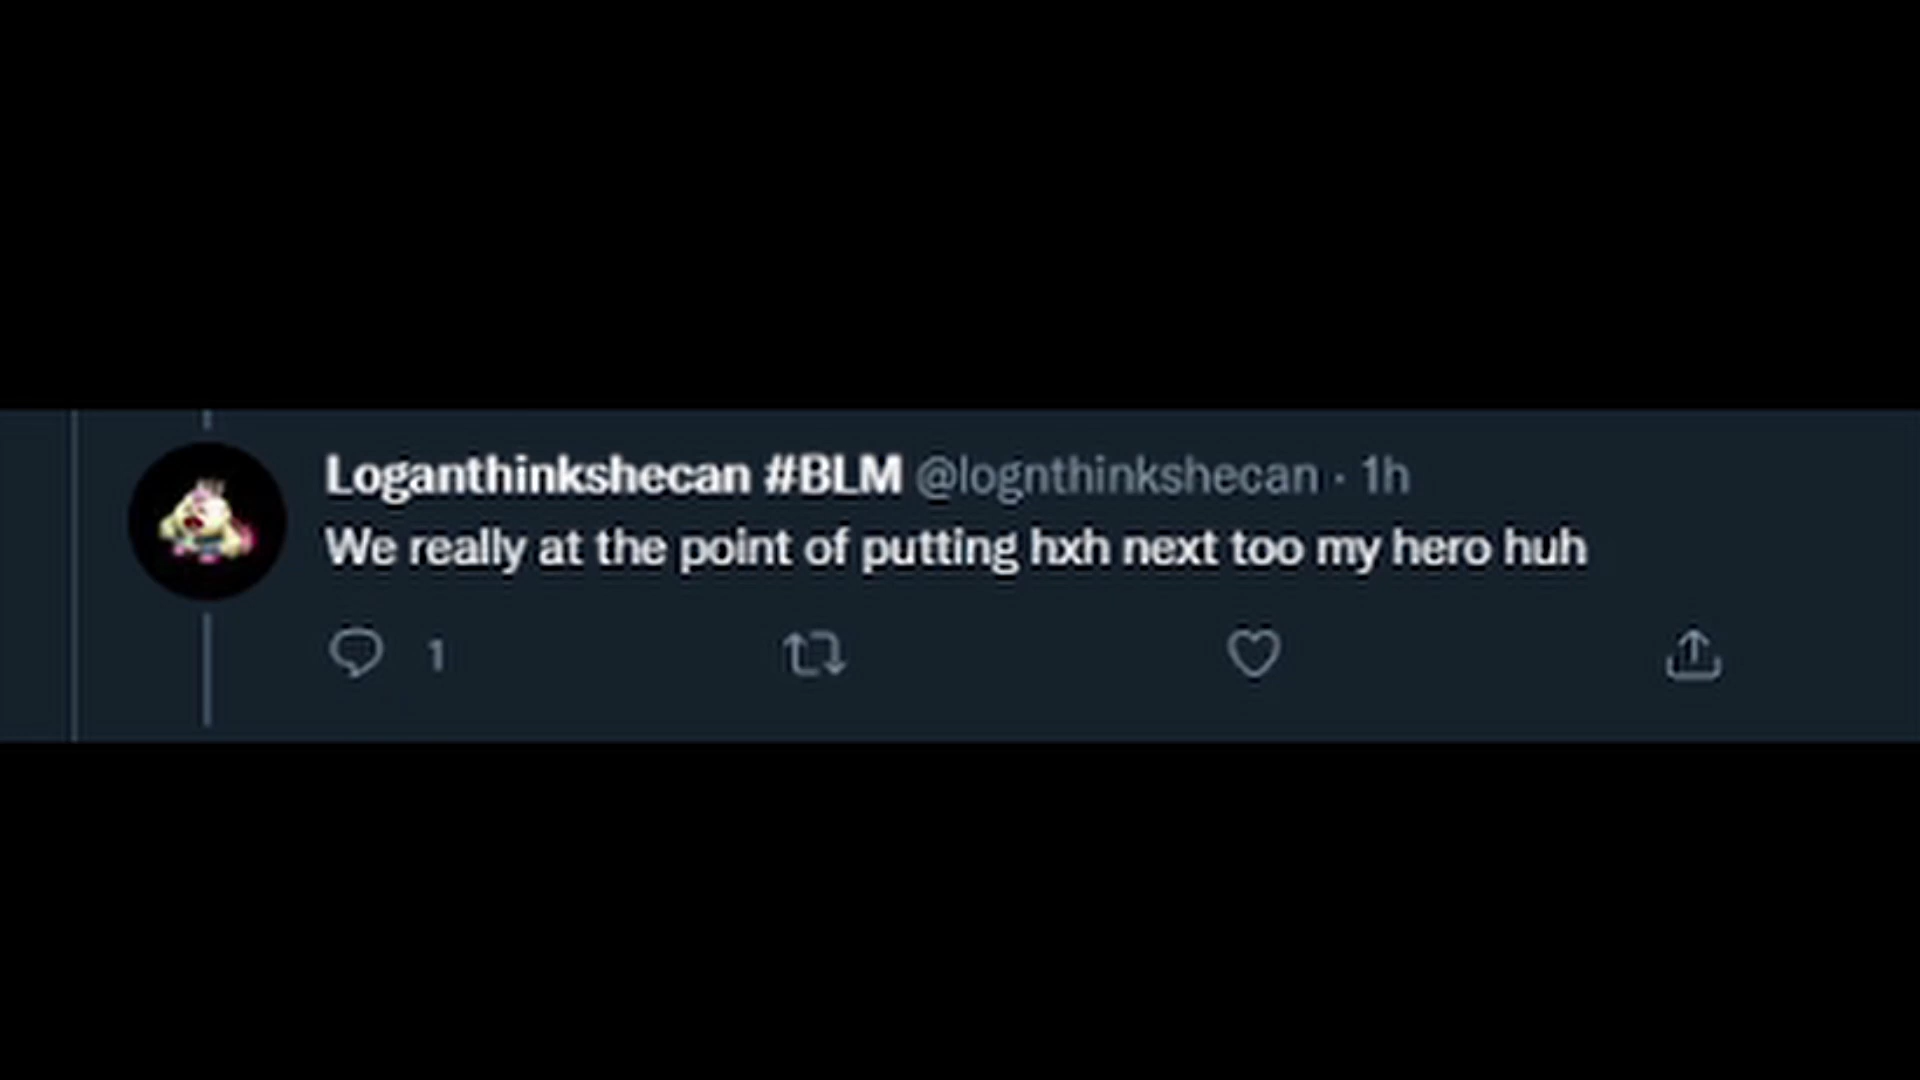 Loganthinkshecan #BLM @lognthinkshecan · 1h
We really at the point of putting hxh next too my hero huh
1